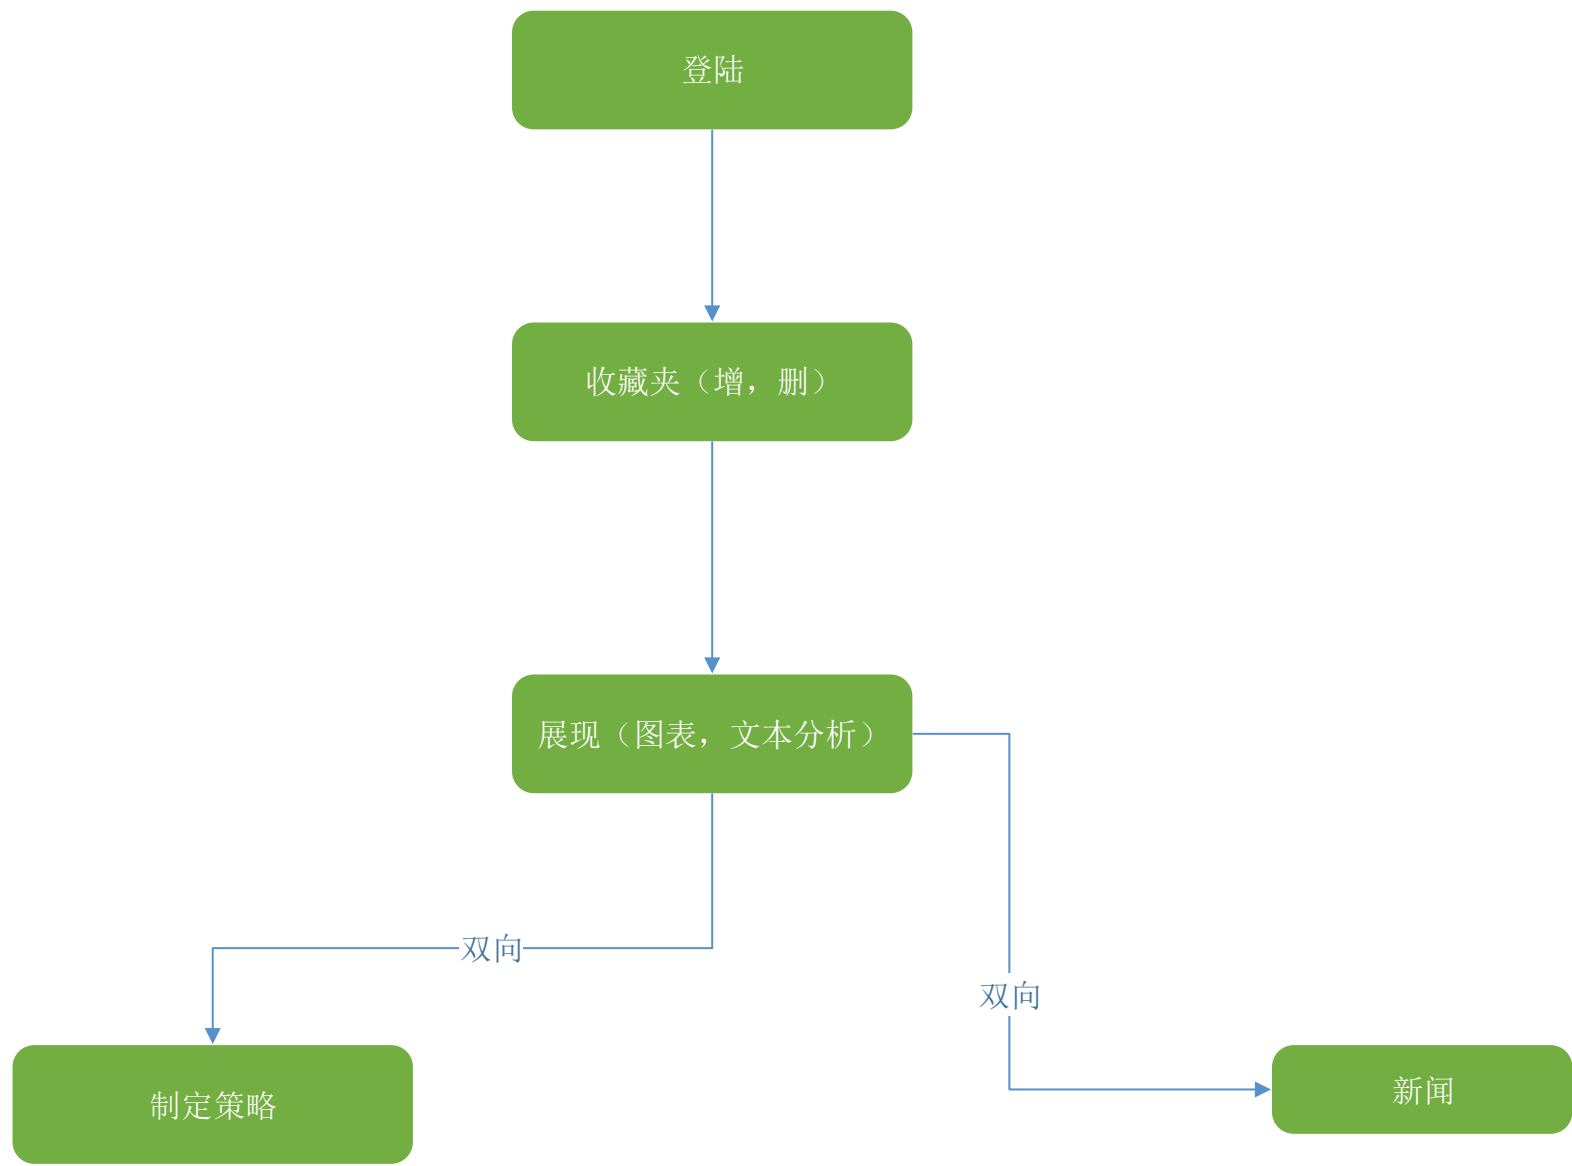 登陆
收藏夹（增，删）
展现（图表，文本分析）
双向
双向
制定策略
新闻